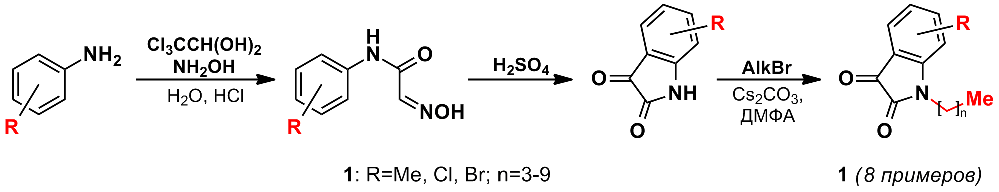 NH₂
R
Cl₃CCH(OH)₂
NH₂OH
H₂O, HCl
H
N
O
NOH
R
H₂SO₄
R
O
NH
O
AlkBr
Cs₂CO₃,
ДМФА
R
O
N
[ ]n
Me
O
1: R=Me, Cl, Br; n=3-9
1 (8 примеров)